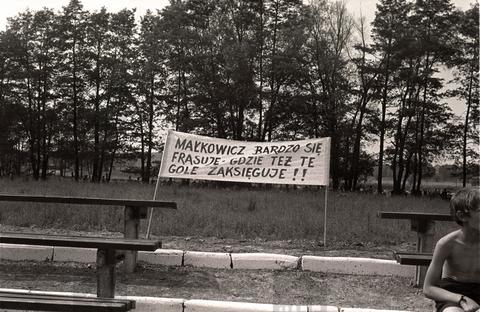 MAŁKOWICZ BARDZO SIĘ
FRASUJE - GDZIE TEŻ TE
GOLE ZAKSIĘGUJE!!